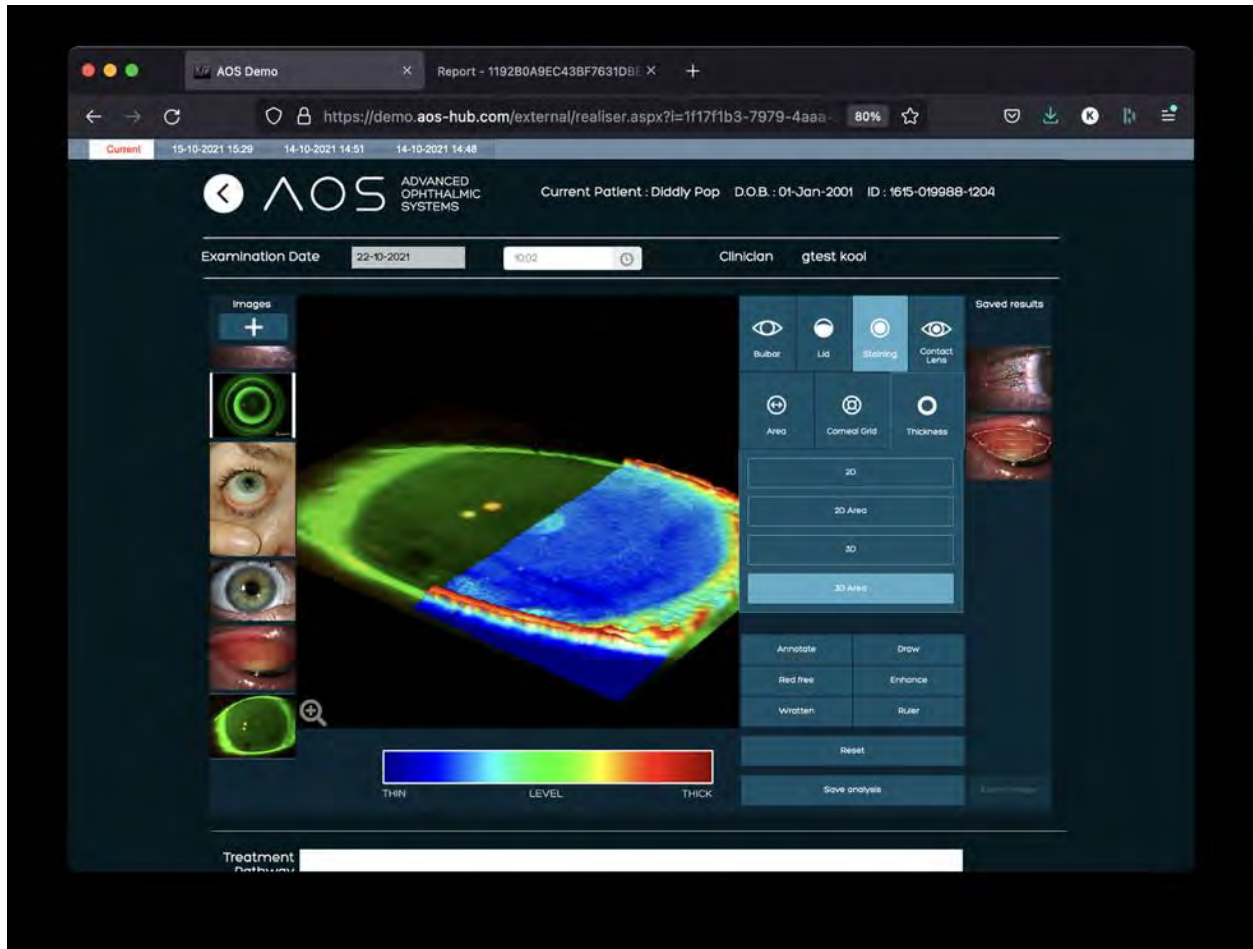 AOS Demo × Report - 1192B0A9EC43BF7631DBE × +
https://demo.aos-hub.com/external/realiser.aspx?i=1f17f1b3-7979-4aaa- 80%
K
Current 15-10-2021 15:29 14-10-2021 14:51 14-10-2021 14:48
AOS ADVANCED
OPHTHALMIC
SYSTEMS
Current Patient : Diddly Pop D.O.B. : 01-Jan-2001 ID : 1615-019988-1204
Examination Date 22-10-2021 10:02 Clinician gtest kool
Images
+
Bulbar Lid Staining Contact
Lens
Area Corneal Grid Thickness
2D
2D Area
3D
3D Area
Annotate Draw
Red free Enhance
Wratten Ruler
Reset
Save analysis
Saved results
THIN LEVEL THICK
Treatment
Pathway